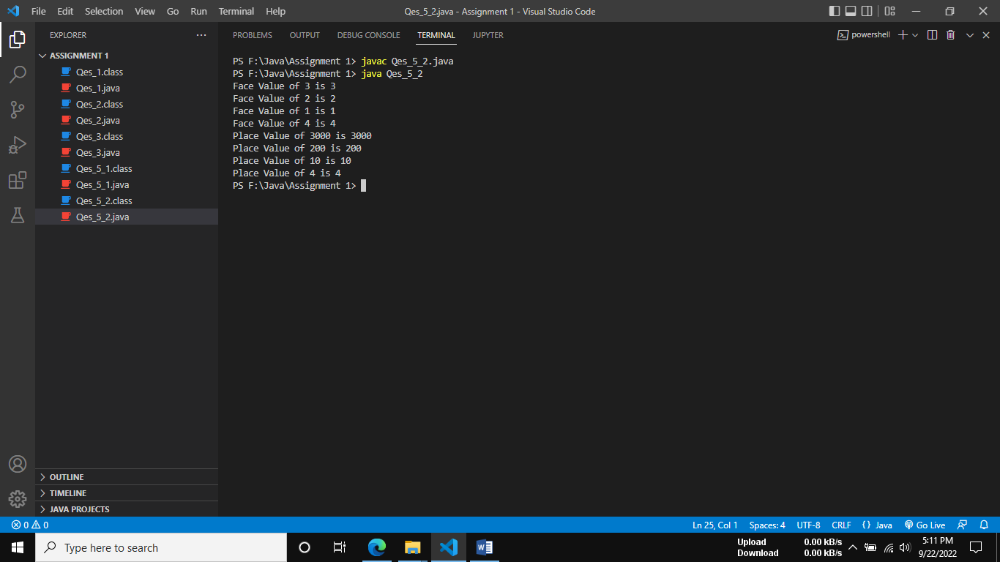 File Edit Selection View Go Run Terminal Help
Qes_5_2.java - Assignment 1 - Visual Studio Code
EXPLORER
ASSIGNMENT 1
Qes_1.class
Qes_1.java
Qes_2.class
Qes_2.java
Qes_3.class
Qes_3.java
Qes_5_1.class
Qes_5_1.java
Qes_5_2.class
Qes_5_2.java
OUTLINE
TIMELINE
JAVA PROJECTS
PROBLEMS OUTPUT DEBUG CONSOLE TERMINAL JUPYTER
powershell
PS F:\Java\Assignment 1> javac Qes_5_2.java
PS F:\Java\Assignment 1> java Qes_5_2
Face Value of 3 is 3
Face Value of 2 is 2
Face Value of 1 is 1
Face Value of 4 is 4
Place Value of 3000 is 3000
Place Value of 200 is 200
Place Value of 10 is 10
Place Value of 4 is 4
PS F:\Java\Assignment 1>
0 0 Ln 25, Col 1 Spaces: 4 UTF-8 CRLF {} Java Go Live
Type here to search
Upload 0.00 kB/s
Download 0.00 kB/s
5:11 PM
9/22/2022